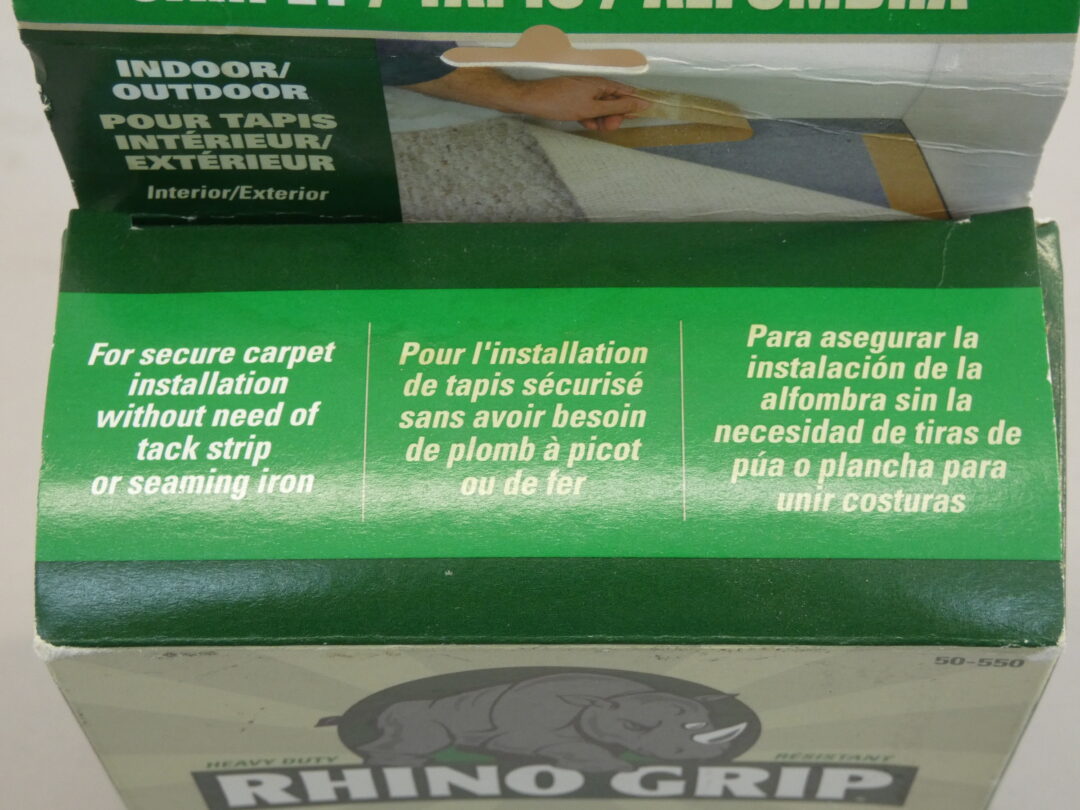 CARPET / TAPIS / ALFOMBRA
INDOOR/
OUTDOOR
POUR TAPIS
INTÉRIEUR/
EXTÉRIEUR
Interior/Exterior
For secure carpet
installation
without need of
tack strip
or seaming iron
Pour l'installation
de tapis sécurisé
sans avoir besoin
de plomb à picot
ou de fer
Para asegurar la
instalación de la
alfombra sin la
necesidad de tiras de
púa o plancha para
unir costuras
50-550
HEAVY DUTY
RÉSISTANT
RHINO GRIP